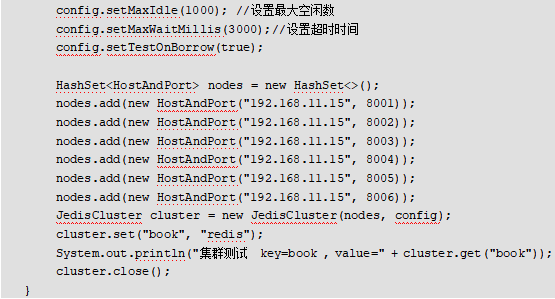 config.setMaxIdle(1000); //设置最大空闲数
config.setMaxWaitMillis(3000);//设置超时时间
config.setTestOnBorrow(true);
HashSet<HostAndPort> nodes = new HashSet<>();
nodes.add(new HostAndPort("192.168.11.15", 8001));
nodes.add(new HostAndPort("192.168.11.15", 8002));
nodes.add(new HostAndPort("192.168.11.15", 8003));
nodes.add(new HostAndPort("192.168.11.15", 8004));
nodes.add(new HostAndPort("192.168.11.15", 8005));
nodes.add(new HostAndPort("192.168.11.15", 8006));
JedisCluster cluster = new JedisCluster(nodes, config);
cluster.set("book", "redis");
System.out.println("集群测试 key=book , value=" + cluster.get("book"));
cluster.close();
}